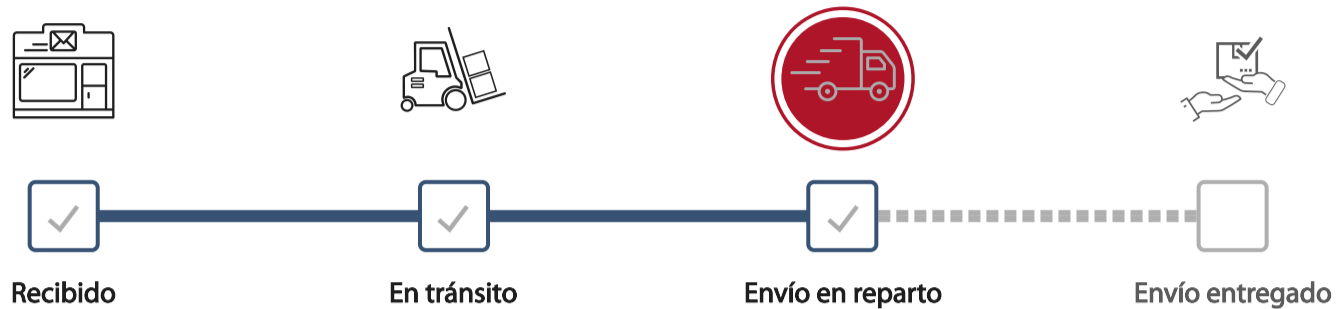 Recibido
En tránsito
Envío en reparto
Envío entregado